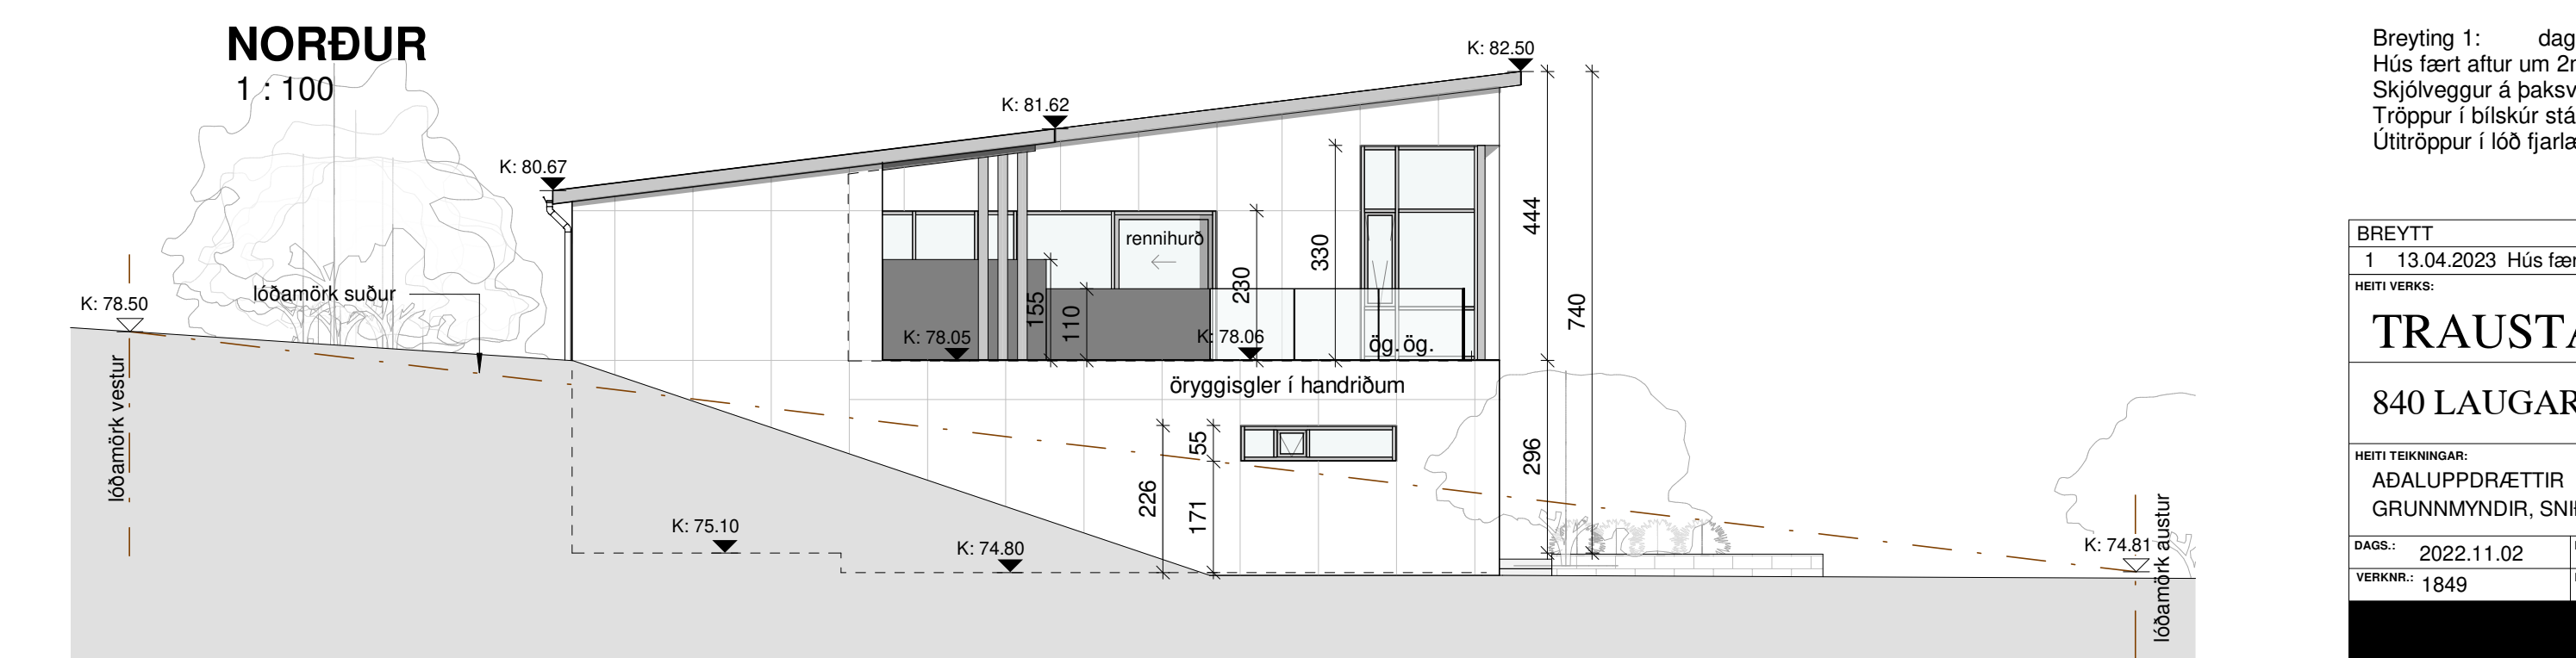 NORÐUR
1 : 100
K: 82.50
K: 81.62
K: 80.67
K: 78.50
lóðamörk suður
lóðamörk vestur
rennihurð
K: 78.05
K: 78.06
155
110
230
330
444
740
ög. ög.
öryggisgler í handriðum
55
226
171
296
K: 75.10
K: 74.80
K: 74.81
lóðamörk austur
Breyting 1: dag
Hús fært aftur um 2
Skjólveggur á þaksv
Tröppur í bílskúr stá
Útitröppur í lóð fjarlæ
BREYTT
1 13.04.2023 Hús fær
HEITI VERKS:
TRAUSTA
840 LAUGAR
HEITI TEIKNINGAR:
AÐALUPPDRÆTTIR
GRUNNMYNDIR, SNI
DAGS.: 2022.11.02
VERKNR.: 1849